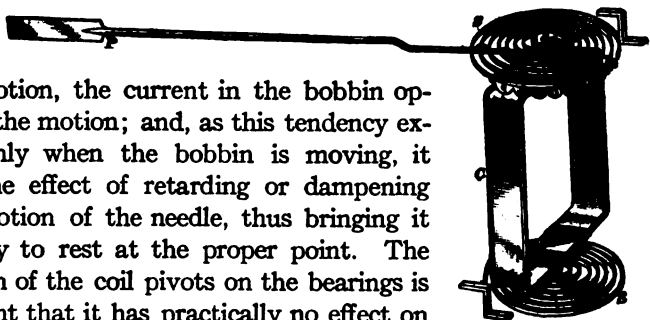 S
P
otion, the current in the bobbin op-
the motion; and, as this tendency ex-
nly when the bobbin is moving, it
e effect of retarding or dampening
otion of the needle, thus bringing it
y to rest at the proper point. The
n of the coil pivots on the bearings is
nt that it has practically no effect on
C
S